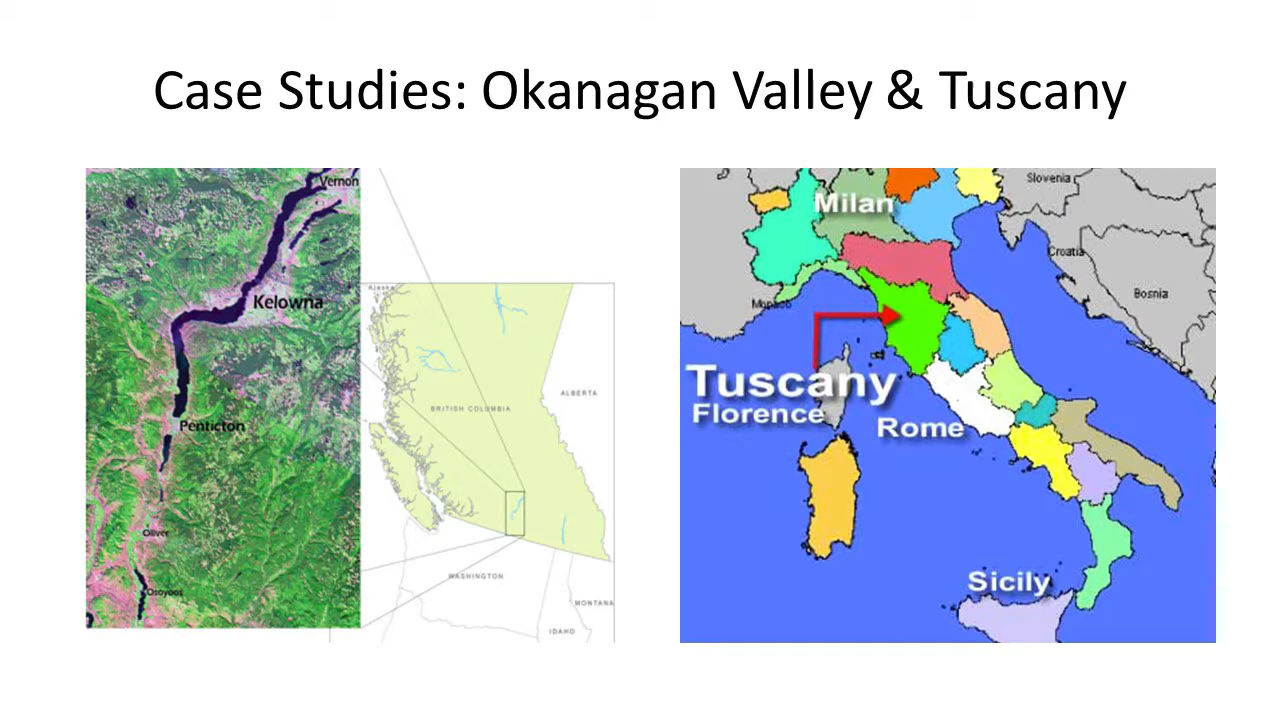 Case Studies: Okanagan Valley & Tuscany
Vernon
Kelowna
Penticton
Oliver
Osoyoos
Alaska
BRITISH COLUMBIA
ALBERTA
WASHINGTON
MONTANA
IDAHO
Slovenia
Milan
Croatia
Monaco
Bosnia
Tuscany
Florence
Rome
Sicily